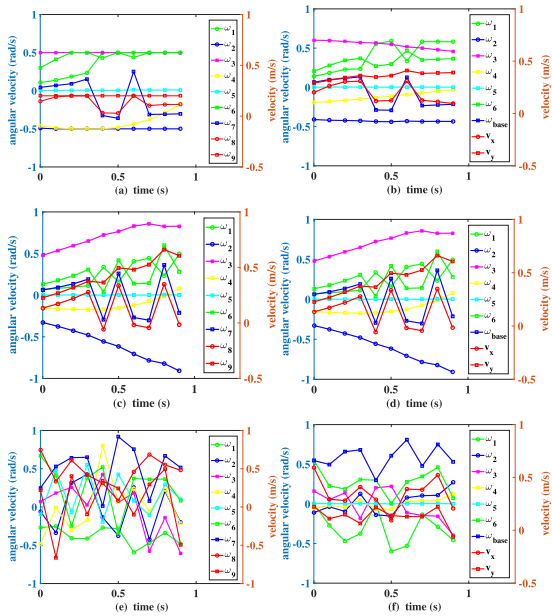 angular velocity (rad/s)
1
0.5
0
-0.5
-1
0
0.5
1
(a) time (s)
velocity (m/s)
1
0.5
0
-0.5
ω1
ω2
ω3
ω4
ω5
ω6
ω7
ω8
ω9
angular velocity (rad/s)
1
0.5
0
-0.5
-1
0
0.5
1
(b) time (s)
velocity (m/s)
1
0.5
0
-0.5
ω1
ω2
ω3
ω4
ω5
ω6
ωbase
vx
vy
angular velocity (rad/s)
1
0.5
0
-0.5
-1
0
0.5
1
(c) time (s)
velocity (m/s)
1
0.5
0
-0.5
ω1
ω2
ω3
ω4
ω5
ω6
ω7
ω8
ω9
angular velocity (rad/s)
1
0.5
0
-0.5
-1
0
0.5
1
(d) time (s)
velocity (m/s)
1
0.5
0
-0.5
ω1
ω2
ω3
ω4
ω5
ω6
ωbase
vx
vy
angular velocity (rad/s)
1
0.5
0
-0.5
-1
0
0.5
1
(e) time (s)
velocity (m/s)
1
0.5
0
-0.5
ω1
ω2
ω3
ω4
ω5
ω6
ω7
ω8
ω9
angular velocity (rad/s)
1
0.5
0
-0.5
-1
0
0.5
1
(f) time (s)
velocity (m/s)
1
0.5
0
-0.5
ω1
ω2
ω3
ω4
ω5
ω6
ωbase
vx
vy